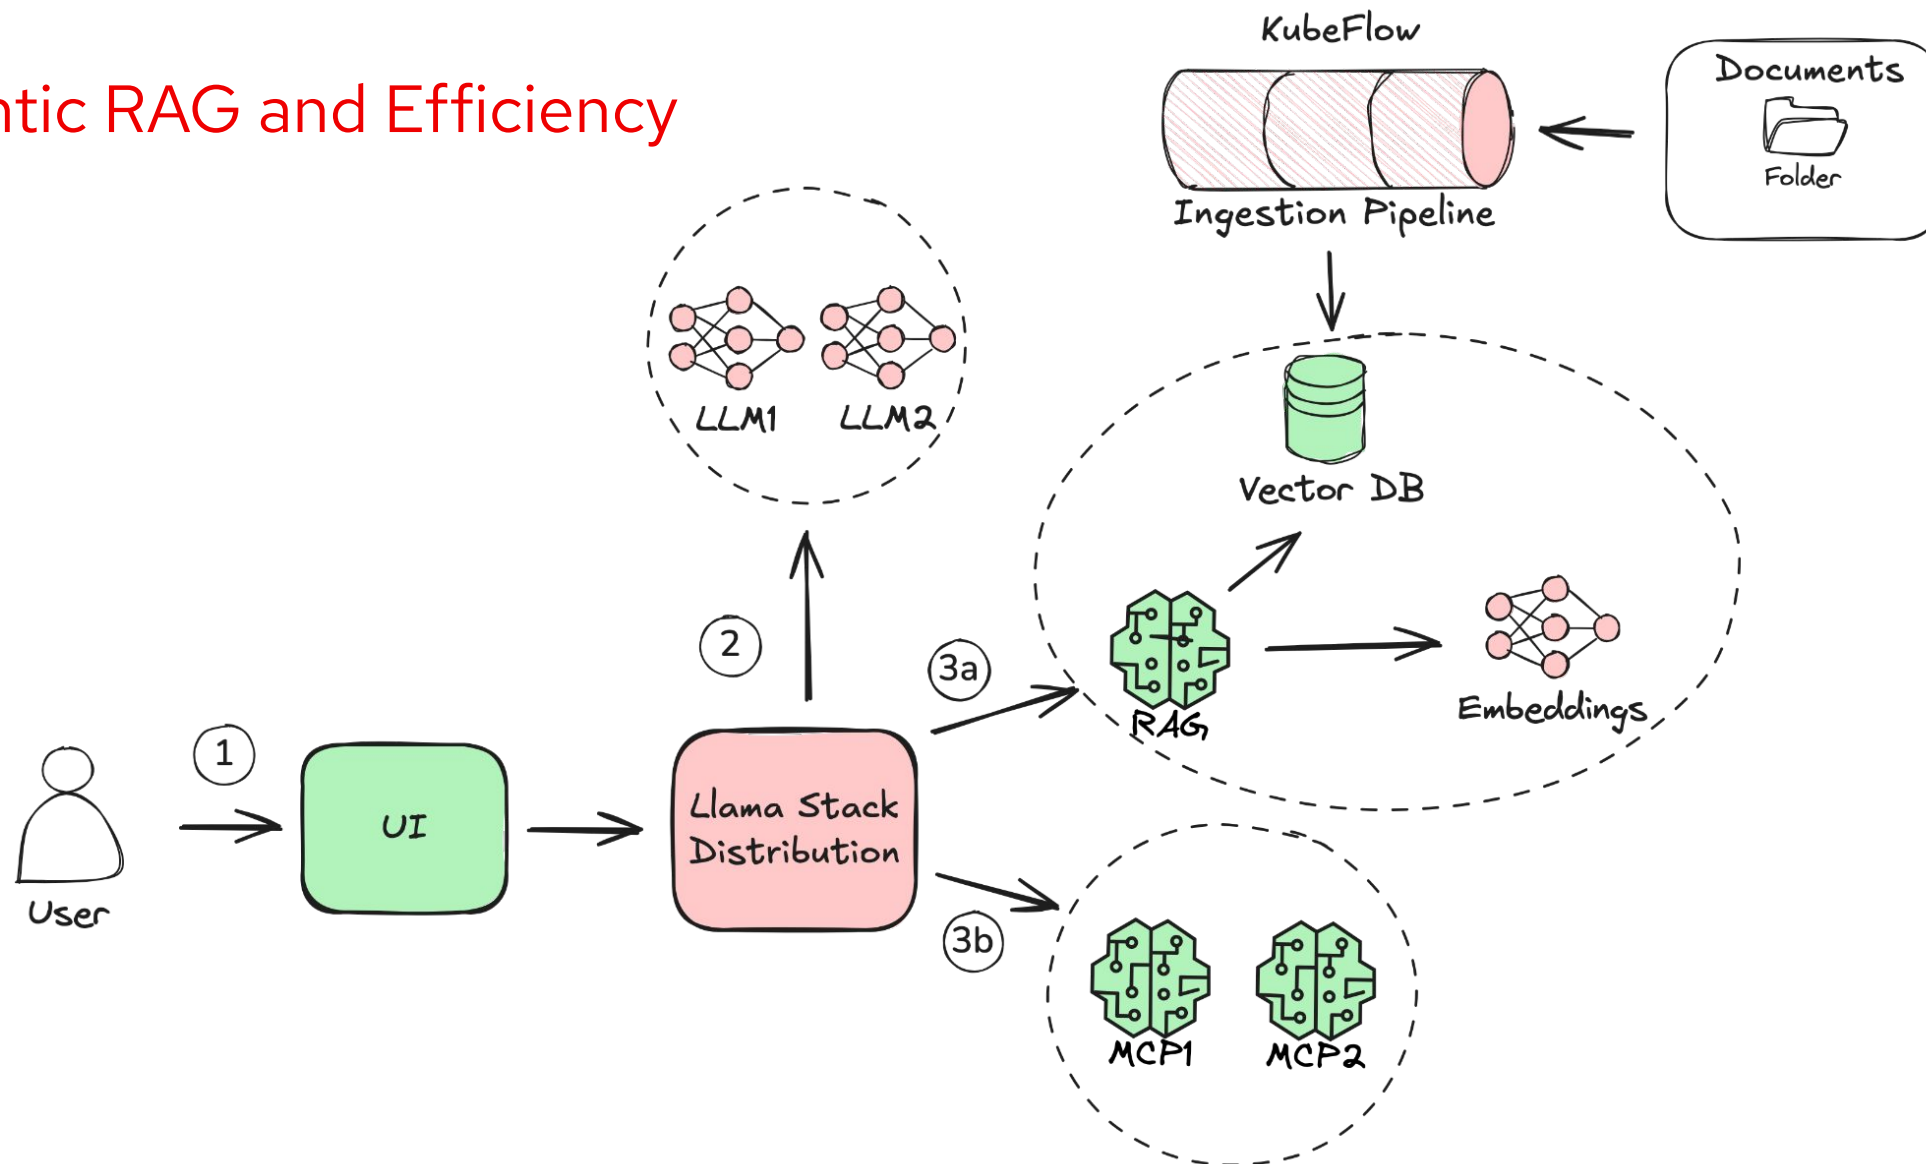 ntic RAG and Efficiency
KubeFlow
Ingestion Pipeline
Documents
Folder
LLM1
LLM2
Vector DB
2
3a
RAG
Embeddings
1
User
UI
Llama Stack
Distribution
3b
MCP1
MCP2